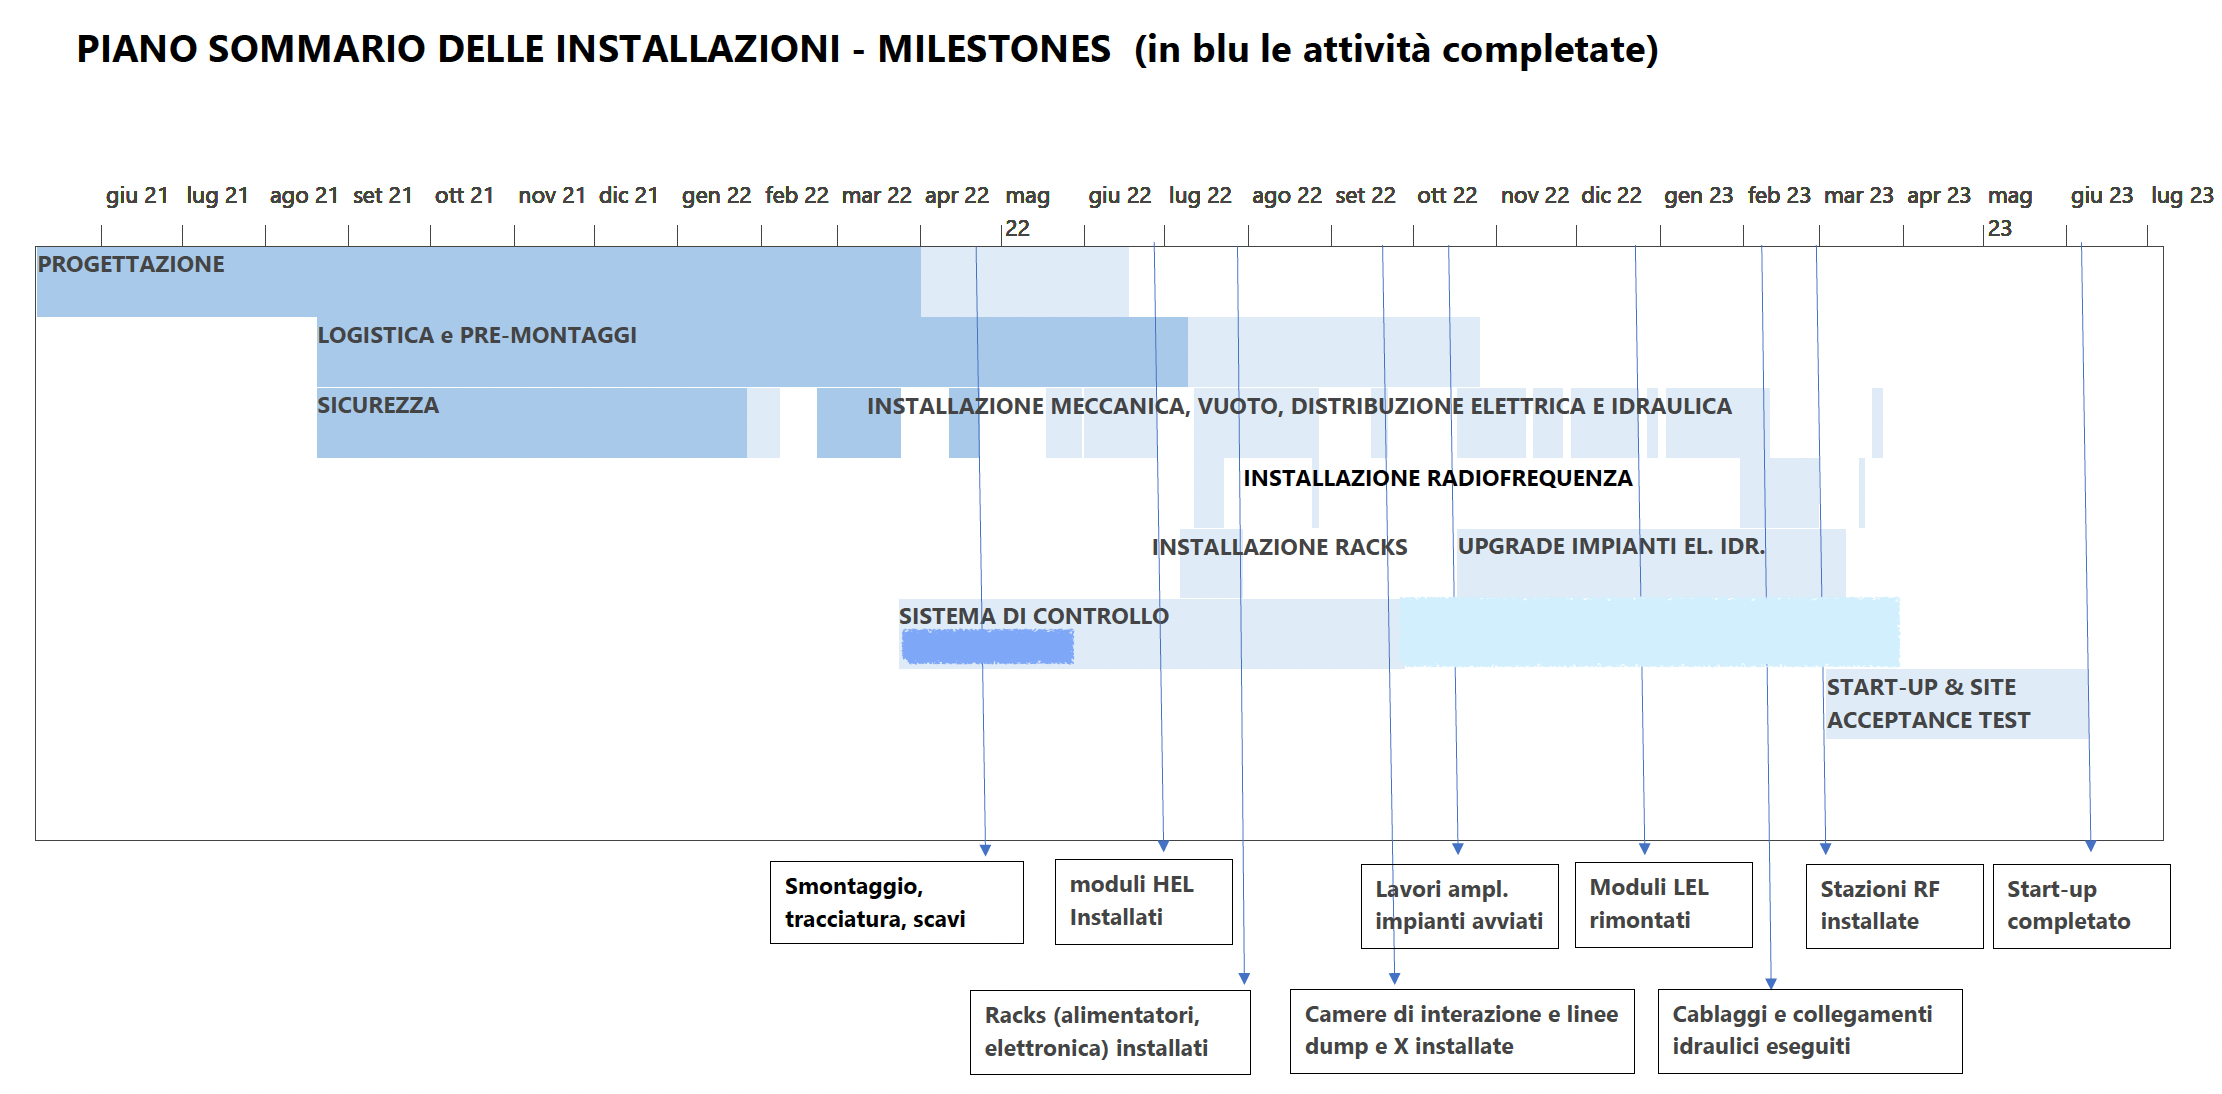 PIANO SOMMARIO DELLE INSTALLAZIONI - MILESTONES (in blu le attività completate)
giu 21 lug 21 ago 21 set 21 ott 21 nov 21 dic 21 gen 22 feb 22 mar 22 apr 22 mag 22 giu 22 lug 22 ago 22 set 22 ott 22 nov 22 dic 22 gen 23 feb 23 mar 23 apr 23 mag 23 giu 23 lug 23
PROGETTAZIONE
LOGISTICA e PRE-MONTAGGI
SICUREZZA
INSTALLAZIONE MECCANICA, VUOTO, DISTRIBUZIONE ELETTRICA E IDRAULICA
INSTALLAZIONE RADIOFREQUENZA
INSTALLAZIONE RACKS
UPGRADE IMPIANTI EL. IDR.
SISTEMA DI CONTROLLO
START-UP & SITE
ACCEPTANCE TEST
Smontaggio,
tracciatura, scavi
moduli HEL
Installati
Lavori ampl.
impianti avviati
Moduli LEL
rimontati
Stazioni RF
installate
Start-up
completato
Racks (alimentatori,
elettronica) installati
Camere di interazione e linee
dump e X installate
Cablaggi e collegamenti
idraulici eseguiti